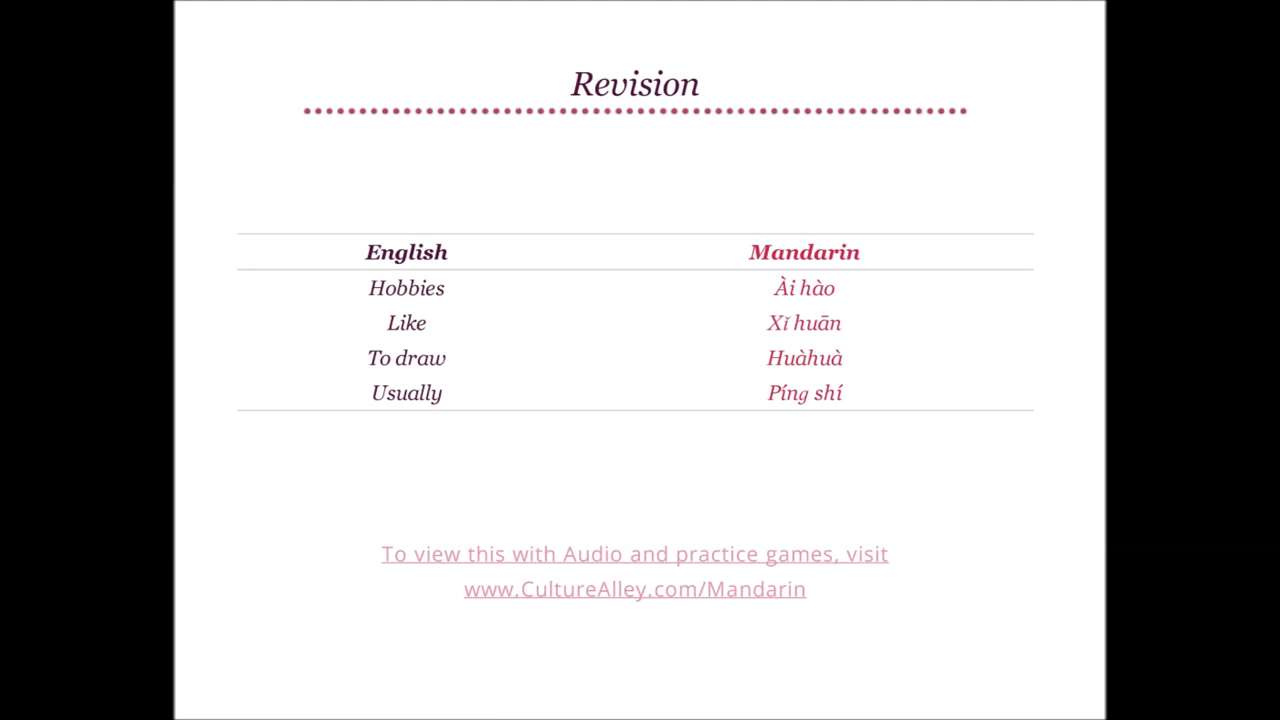 Revision
English Mandarin
Hobbies Ài hào
Like Xǐ huān
To draw Huàhuà
Usually Píng shí
To view this with Audio and practice games, visit
www.CultureAlley.com/Mandarin